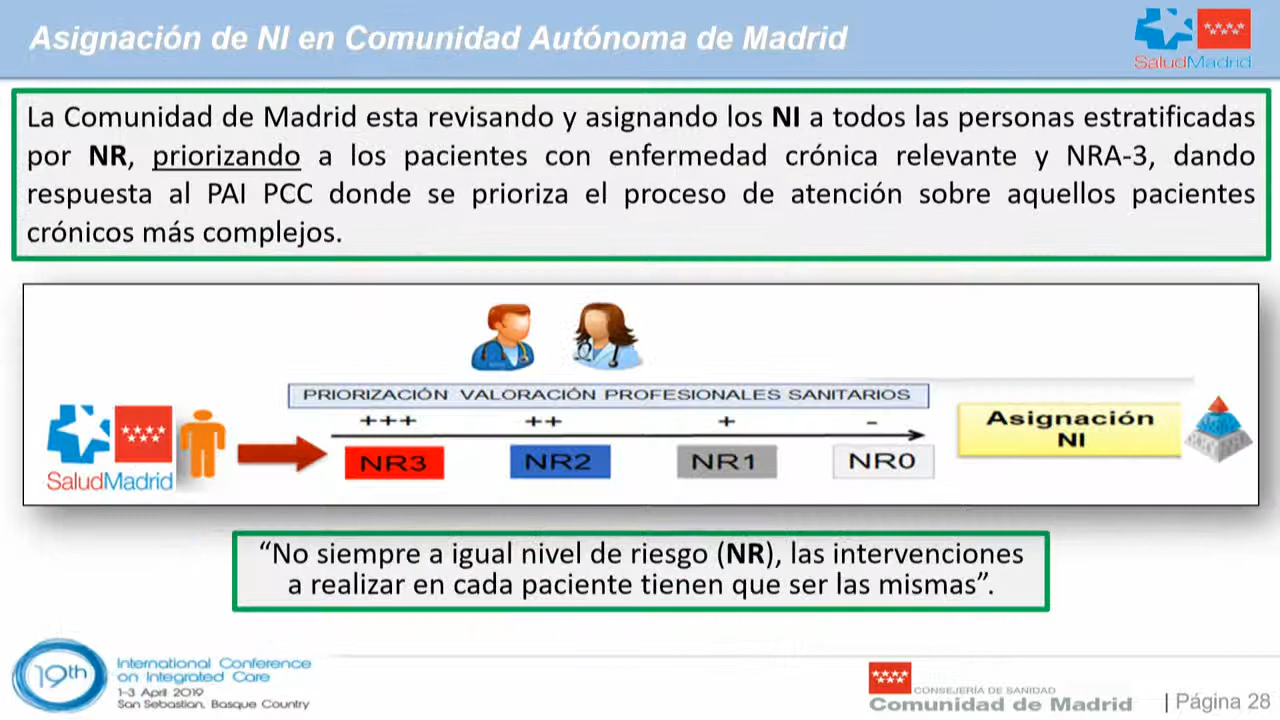 Asignación de NI en Comunidad Autónoma de Madrid
SaludMadrid
La Comunidad de Madrid esta revisando y asignando los NI a todos las personas estratificadas
por NR, priorizando a los pacientes con enfermedad crónica relevante y NRA-3, dando
respuesta al PAI PCC donde se prioriza el proceso de atención sobre aquellos pacientes
crónicos más complejos.
PRIORIZACIÓN VALORACIÓN PROFESIONALES SANITARIOS
+++ ++ + -
NR3 NR2 NR1 NR0
Asignación
NI
SaludMadrid
“No siempre a igual nivel de riesgo (NR), las intervenciones
a realizar en cada paciente tienen que ser las mismas”.
19th
International Conference
on Integrated Care
1-3 April 2019
San Sebastian, Basque Country
CONSEJERÍA DE SANIDAD
Comunidad de Madrid
| Página 28